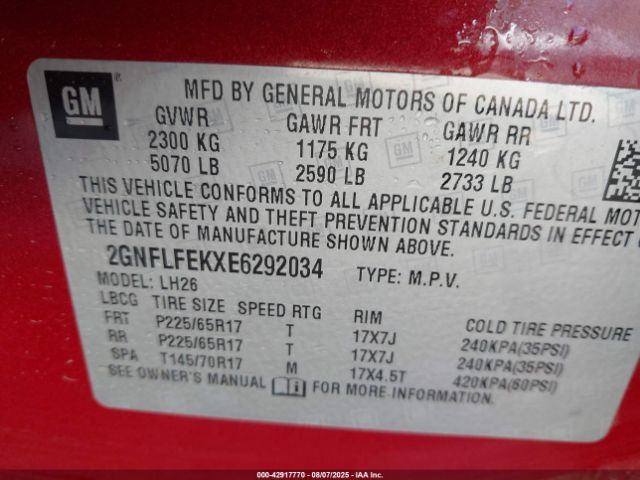 GM
MFD BY GENERAL MOTORS OF CANADA LTD.
GVWR GAWR FRT GAWR RR
2300 KG 1175 KG 1240 KG
5070 LB 2590 LB 2733 LB
THIS VEHICLE CONFORMS TO ALL APPLICABLE U.S. FEDERAL MOT
VEHICLE SAFETY AND THEFT PREVENTION STANDARDS IN EFFECT
THE DATE OF MANUFACTURE SHOWN ABOVE.
2GNFLFEKXE6292034 TYPE: M.P.V.
MODEL: LH26
LBCG TIRE SIZE SPEED RTG RIM COLD TIRE PRESSURE
FRT P225/65R17 T 17X7J 240KPA(35PSI)
RR P225/65R17 T 17X7J 240KPA(35PSI)
SPA T145/70R17 M 17X4.5T 420KPA(60PSI)
SEE OWNER'S MANUAL FOR MORE INFORMATION.
000-42917770 - 08/07/2025 - IAA Inc.